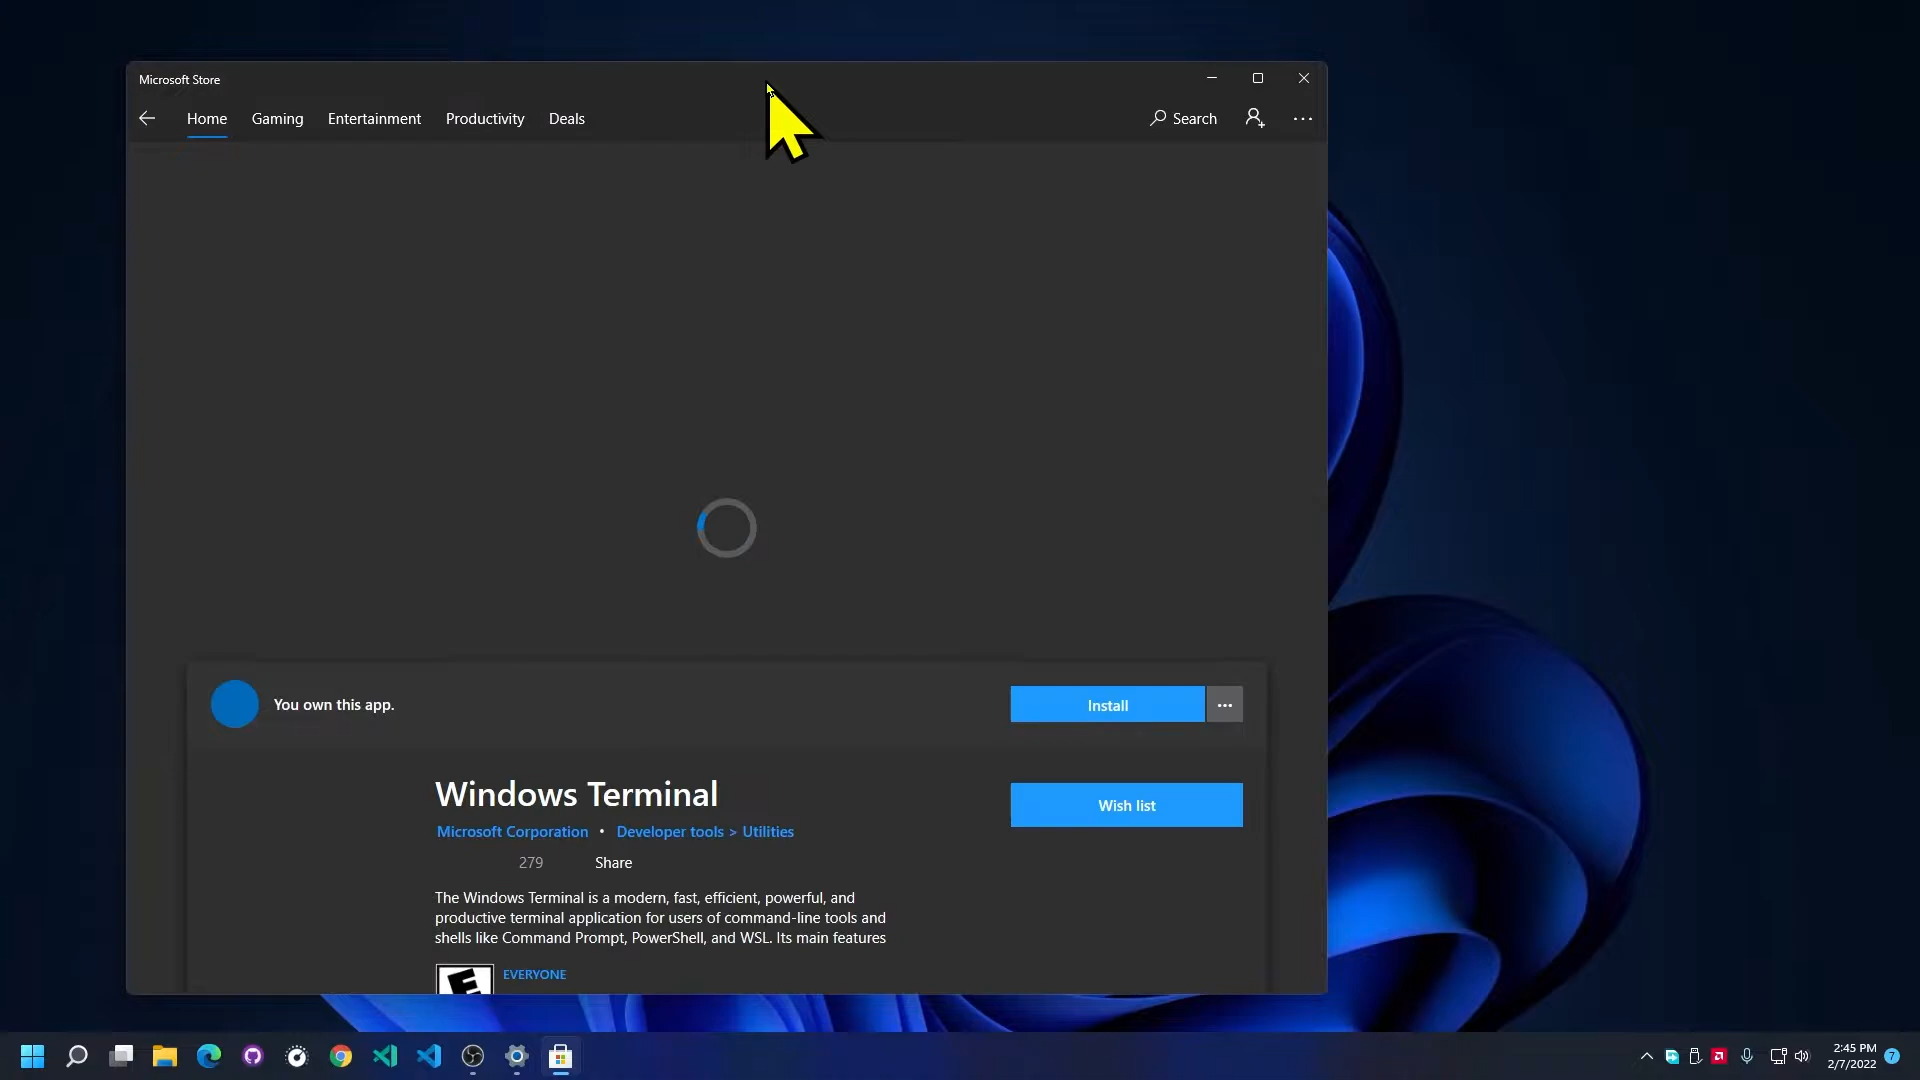 Microsoft Store
Home Gaming Entertainment Productivity Deals Search
You own this app.
Install
Windows Terminal
Wish list
Microsoft Corporation • Developer tools > Utilities
279 Share
The Windows Terminal is a modern, fast, efficient, powerful, and
productive terminal application for users of command-line tools and
shells like Command Prompt, PowerShell, and WSL. Its main features
E EVERYONE
2:45 PM
2/7/2022 7